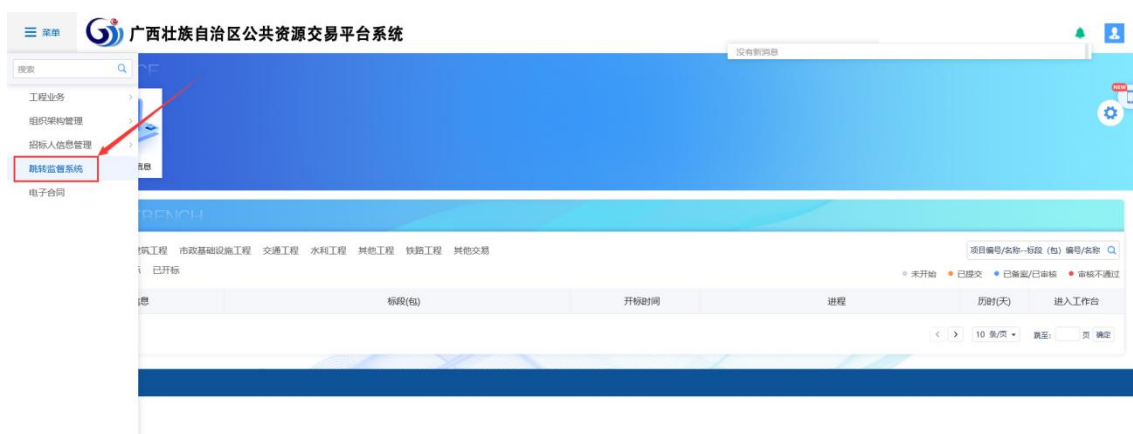 菜单
广西壮族自治区公共资源交易平台系统
没有新消息
搜索
NEW
工程业务
组织架构管理
招标人信息管理
跳转监督系统
信息
电子合同
BENCH
建筑工程 市政基础设施工程 交通工程 水利工程 其他工程 铁路工程 其他交易
项目编号/名称--标段（包）编号/名称
已开标
未开始 已提交 已备案/已审核 审核不通过
信息 标段(包) 开标时间 进程 历时(天) 进入工作台
10 条/页 跳至: 页 确定